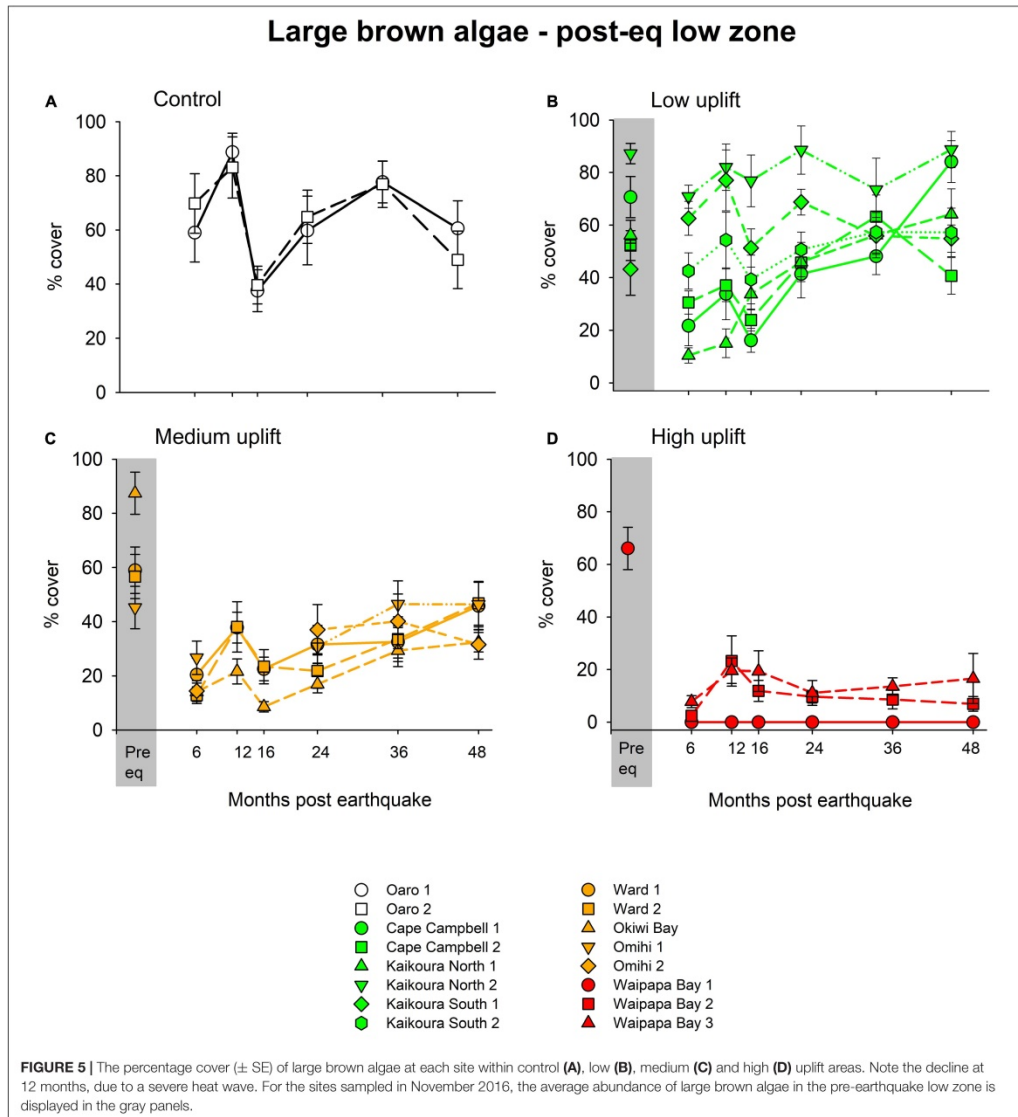 Large brown algae - post-eq low zone
A Control
100
80
60
40
20
0
% cover
B Low uplift
100
80
60
40
20
0
% cover
C Medium uplift
100
80
60
40
20
0
% cover
Pre
eq
6 12 16 24 36 48
Months post earthquake
D High uplift
100
80
60
40
20
0
% cover
Pre
eq
6 12 16 24 36 48
Months post earthquake
Oaro 1
Oaro 2
Cape Campbell 1
Cape Campbell 2
Kaikoura North 1
Kaikoura North 2
Kaikoura South 1
Kaikoura South 2
Ward 1
Ward 2
Okiwi Bay
Omihi 1
Omihi 2
Waipapa Bay 1
Waipapa Bay 2
Waipapa Bay 3
FIGURE 5 | The percentage cover (± SE) of large brown algae at each site within control (A), low (B), medium (C) and high (D) uplift areas. Note the decline at
12 months, due to a severe heat wave. For the sites sampled in November 2016, the average abundance of large brown algae in the pre-earthquake low zone is
displayed in the gray panels.